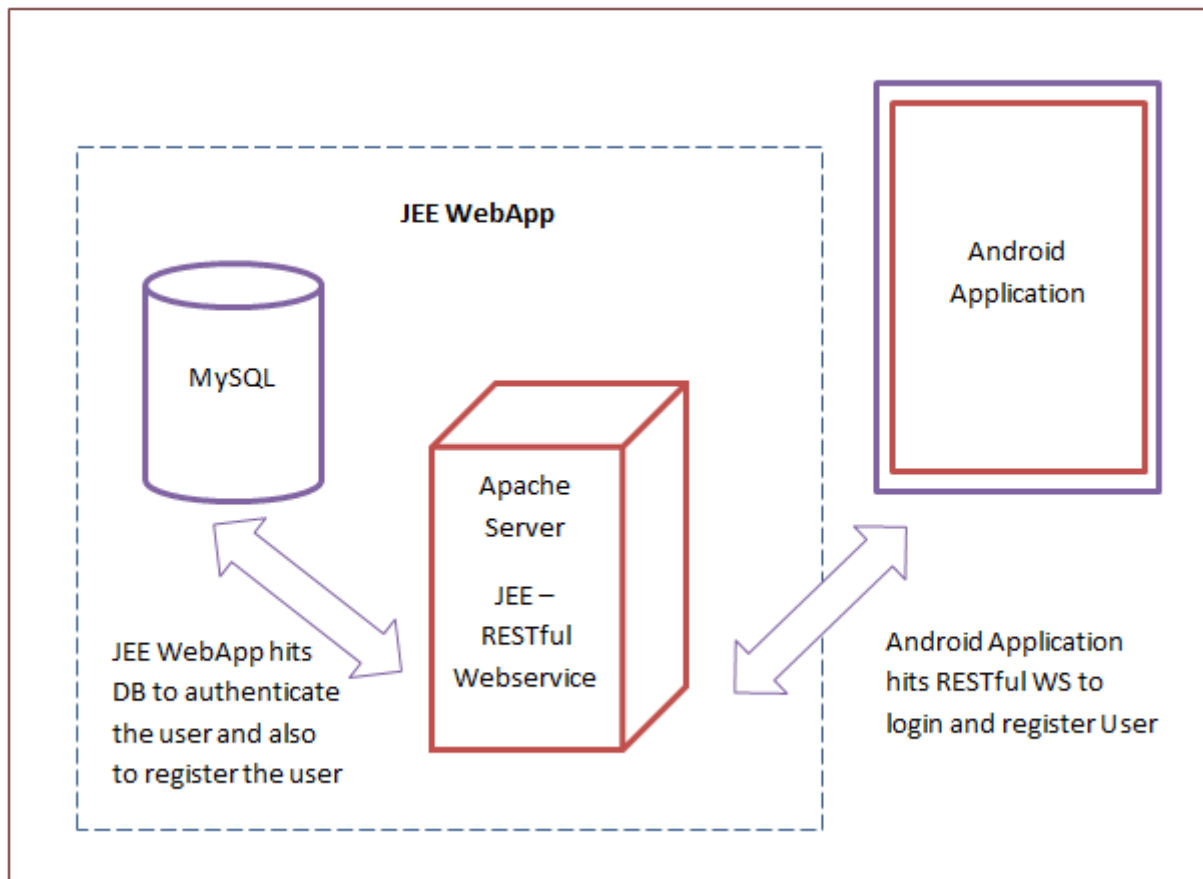 JEE WebApp
MySQL
Apache
Server
JEE –
RESTful
Webservice
Android
Application
JEE WebApp hits
DB to authenticate
the user and also
to register the user
Android Application
hits RESTful WS to
login and register User